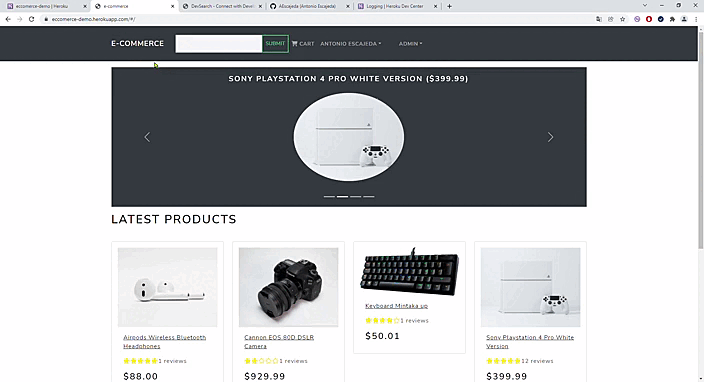 eccomerce-demo | Heroku
e-commerce
DevSearch - Connect with Devel
AEscajeda (Antonio Escajeda)
Logging | Heroku Dev Center
eccomerce-demo.herokuapp.com/#/
E-COMMERCE
SUBMIT
CART
ANTONIO ESCAJEDA
ADMIN
SONY PLAYSTATION 4 PRO WHITE VERSION ($399.99)
LATEST PRODUCTS
Airpods Wireless Bluetooth
Headphones
1 reviews
$88.00
Cannon EOS 80D DSLR
Camera
1 reviews
$929.99
Keyboard Mintaka up
1 reviews
$50.01
Sony Playstation 4 Pro White
Version
12 reviews
$399.99